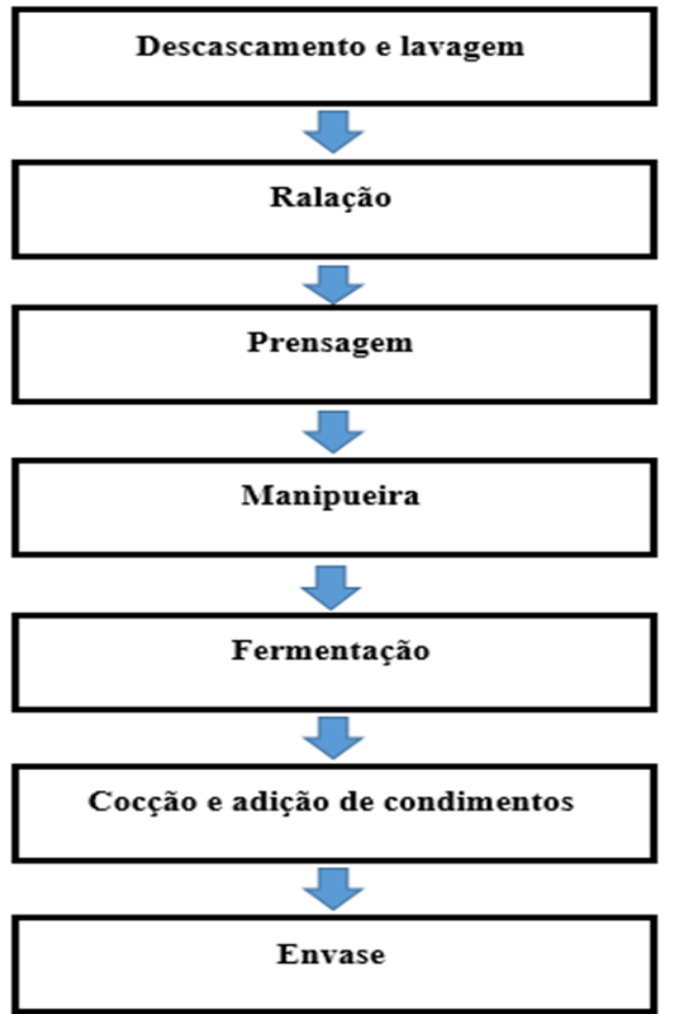 Descascamento e lavagem
Ralação
Prensagem
Manipueira
Fermentação
Cocção e adição de condimentos
Envase